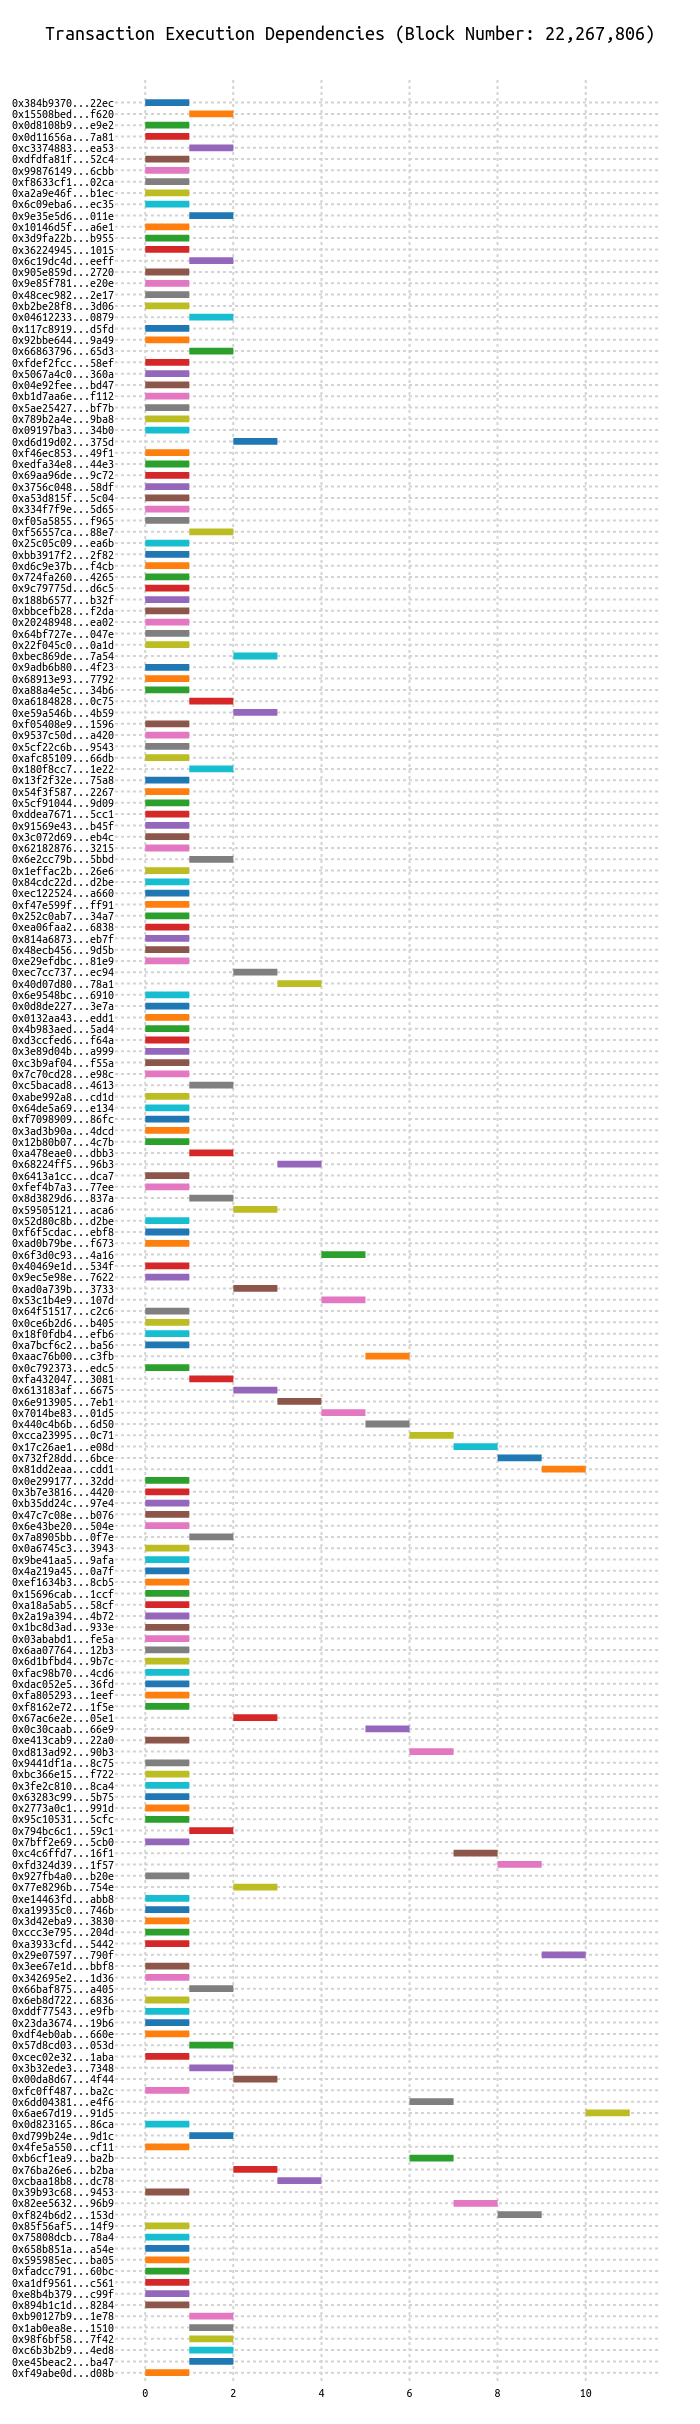 Transaction Execution Dependencies (Block Number: 22,267,806)
0x384b9370...22ec
0x15508bed...f620
0x0d8108b9...e9e2
0x0d11656a...7a81
0xc3374883...ea53
0xdfdfa81f...52c4
0x99876149...6cbb
0xf8633cf1...02ca
0xa2a9e46f...b1ec
0x6c09eba6...ec35
0x9e35e5d6...011e
0x10146d5f...a6e1
0x3d9fa22b...b955
0x36224945...1015
0x6c19dc4d...eeff
0x905e859d...2720
0x9e85f781...e20e
0x48cec982...2e17
0xb2be28f8...3d06
0x04612233...0879
0x117c8919...d5fd
0x92bbe644...9a49
0x66863796...65d3
0xfdef2fcc...58ef
0x5067a4c0...360a
0x04e92fee...bd47
0xb1d7aa6e...f112
0x5ae25427...bf7b
0x789b2a4e...9ba8
0x09197ba3...34b0
0xd6d19d02...375d
0xf46ec853...49f1
0xedfa34e8...44e3
0x69aa96de...9c72
0x3756c048...58df
0xa53d815f...5c04
0x334f7f9e...5d65
0xf05a5855...f965
0xf56557ca...88e7
0x25c05c09...ea6b
0xbb3917f2...2f82
0xd6c9e37b...f4cb
0x724fa260...4265
0x9c79775d...d6c5
0x188b6577...b32f
0xbbcefb28...f2da
0x20248948...ea02
0x64bf727e...047e
0x22f045c0...0a1d
0xbec869de...7a54
0x9adb6b80...4f23
0x68913e93...7792
0xa88a4e5c...34b6
0xa6184828...0c75
0xe59a546b...4b59
0xf05408e9...1596
0x9537c50d...a420
0x5cf22c6b...9543
0xafc85109...66db
0x180f8cc7...1e22
0x13f2f32e...75a8
0x54f3f587...2267
0x5cf91044...9d09
0xddea7671...5cc1
0x91569e43...b45f
0x3c072d69...eb4c
0x62182876...3215
0x6e2cc79b...5bbd
0x1effac2b...26e6
0x84cdc22d...d2be
0xec122524...a660
0xf47e599f...ff91
0x252c0ab7...34a7
0xea06faa2...6838
0x814a6873...eb7f
0x48ecb456...9d5b
0xe29efdbc...81e9
0xec7cc737...ec94
0x40d07d80...78a1
0x6e9548bc...6910
0x0d8de227...3e7a
0x0132aa43...edd1
0x4b983aed...5ad4
0xd3ccfed6...f64a
0x3e89d04b...a999
0xc3b9af04...f55a
0x7c70cd28...e98c
0xc5bacad8...4613
0xabe992a8...cd1d
0x64de5a69...e134
0xf7098909...86fc
0x3ad3b90a...4dcd
0x12b80b07...4c7b
0xa478eae0...dbb3
0x68224ff5...96b3
0x6413a1cc...dca7
0xfef4b7a3...77ee
0x8d3829d6...837a
0x59505121...aca6
0x52d80c8b...d2be
0xf6f5cdac...ebf8
0xad0b79be...f673
0x6f3d0c93...4a16
0x40469e1d...534f
0x9ec5e98e...7622
0xad0a739b...3733
0x53c1b4e9...107d
0x64f51517...c2c6
0x0ce6b2d6...b405
0x18f0fdb4...efb6
0xa7bcf6c2...ba56
0xaac76b00...c3fb
0x0c792373...edc5
0xfa432047...3081
0x613183af...6675
0x6e913905...7eb1
0x7014be83...01d5
0x440c4b6b...6d50
0xcca23995...0c71
0x17c26ae1...e08d
0x732f28dd...6bce
0x81dd2eaa...cdd1
0x0e299177...32dd
0x3b7e3816...4420
0xb35dd24c...97e4
0x47c7c08e...b076
0x6e43be20...504e
0x7a8905bb...0f7e
0x0a6745c3...3943
0x9be41aa5...9afa
0x4a219a45...0a7f
0xef1634b3...8cb5
0x15696cab...1ccf
0xa18a5ab5...58cf
0x2a19a394...4b72
0x1bc8d3ad...933e
0x03ababd1...fe5a
0x6aa07764...12b3
0x6d1bfbd4...9b7c
0xfac98b70...4cd6
0xdac052e5...36fd
0xfa805293...1eef
0xf8162e72...1f5e
0x67ac6e2e...05e1
0x0c30caab...66e9
0xe413cab9...22a0
0xd813ad92...90b3
0x9441df1a...8c75
0xbc366e15...f722
0x3fe2c810...8ca4
0x63283c99...5b75
0x2773a0c1...991d
0x95c10531...5cfc
0x794bc6c1...59c1
0x7bff2e69...5cb0
0xc4c6ffd7...16f1
0xfd324d39...1f57
0x927fb4a0...b20e
0x77e8296b...754e
0xe14463fd...abb8
0xa19935c0...746b
0x3d42eba9...3830
0xccc3e795...204d
0xa3933cfd...5442
0x29e07597...790f
0x3ee67e1d...bbf8
0x342695e2...1d36
0x66baf875...a405
0x6eb8d722...6836
0xddf77543...e9fb
0x23da3674...19b6
0xdf4eb0ab...660e
0x57d8cd03...053d
0xcec02e32...1aba
0x3b32ede3...7348
0x00da8d67...4f44
0xfc0ff487...ba2c
0x6dd04381...e4f6
0x6ae67d19...91d5
0x0d823165...86ca
0xd799b24e...9d1c
0x4fe5a550...cf11
0xb6cf1ea9...ba2b
0x76ba26e6...b2ba
0xcbaa18b8...dc78
0x39b93c68...9453
0x82ee5632...96b9
0xf824b6d2...153d
0x85f56af5...14f9
0x75808dcb...78a4
0x658b851a...a54e
0x595985ec...ba05
0xfadcc791...60bc
0xa1df9561...c561
0xe8b4b379...c99f
0x894b1c1d...8284
0xb90127b9...1e78
0x1ab0ea8e...1510
0x98f6bf58...7f42
0xc6b3b2b9...4ed8
0xe45beac2...ba47
0xf49abe0d...d08b
0 2 4 6 8 10